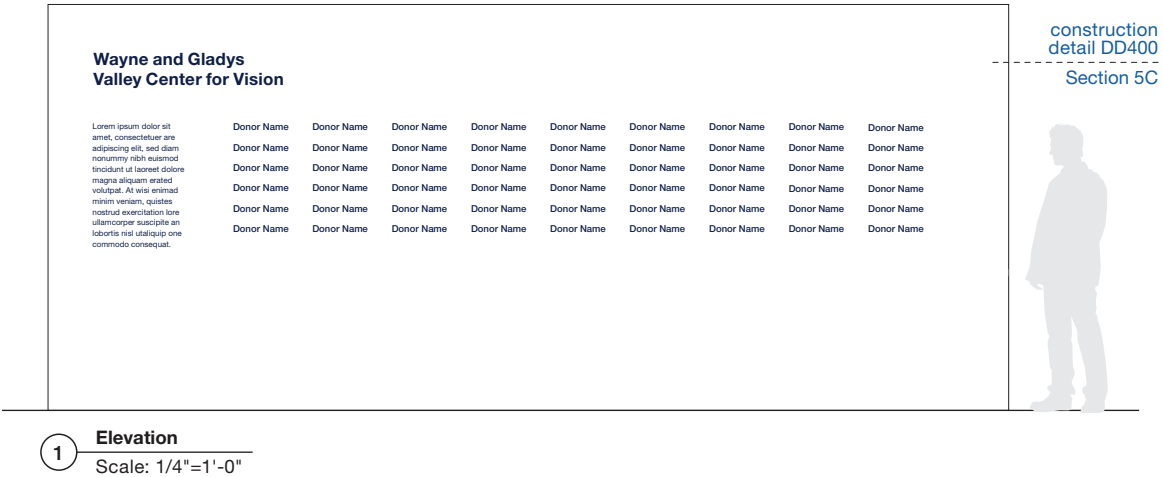 Wayne and Gladys
Valley Center for Vision
construction
detail DD400
Section 5C
Lorem ipsum dolor sit
amet, consectetuer are
adipiscing elit, sed diam
nonummy nibh euismod
tincidunt ut laoreet dolore
magna aliquam erated
volutpat. At wisi enimad
minim veniam, quistes
nostrud exercitation lore
ullamcorper suscipite an
lobortis nisl utaliquip one
commodo consequat.
Donor Name Donor Name Donor Name Donor Name Donor Name Donor Name Donor Name Donor Name Donor Name
Donor Name Donor Name Donor Name Donor Name Donor Name Donor Name Donor Name Donor Name Donor Name
Donor Name Donor Name Donor Name Donor Name Donor Name Donor Name Donor Name Donor Name Donor Name
Donor Name Donor Name Donor Name Donor Name Donor Name Donor Name Donor Name Donor Name Donor Name
Donor Name Donor Name Donor Name Donor Name Donor Name Donor Name Donor Name Donor Name Donor Name
Donor Name Donor Name Donor Name Donor Name Donor Name Donor Name Donor Name Donor Name Donor Name
1
Elevation
Scale: 1/4"=1'-0"